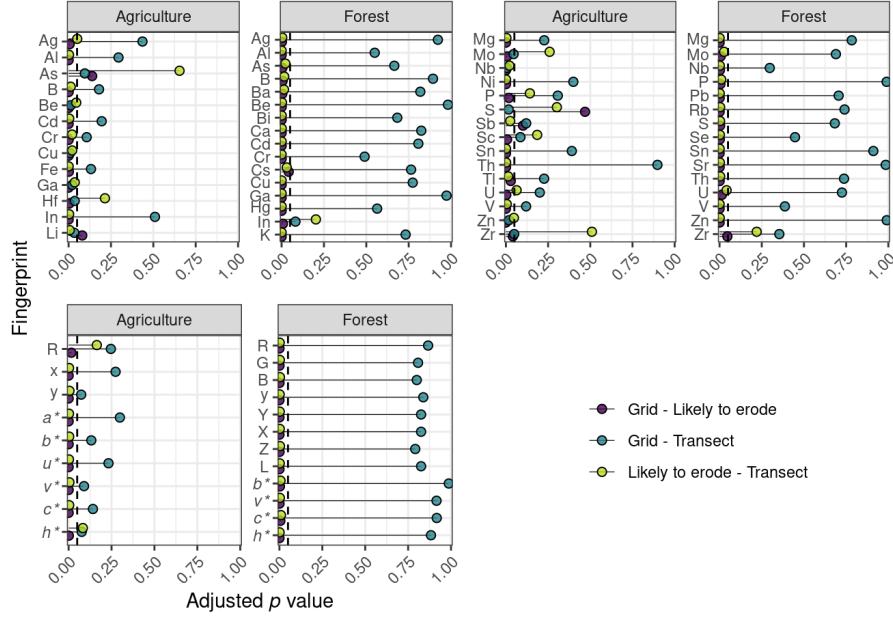 Agriculture
Forest
Agriculture
Forest
Ag
Al
As
B
Be
Cd
Cr
Cu
Fe
Ga
Hf
In
Li
0.00
0.25
0.50
0.75
1.00
Ag
Al
As
B
Ba
Be
Bi
Ca
Cd
Cr
Cs
Cu
Ga
Hg
In
K
0.00
0.25
0.50
0.75
1.00
Mg
Mo
Nb
Ni
P
S
Sb
Sc
Sn
Th
Tl
U
V
Zn
Zr
0.00
0.25
0.50
0.75
1.00
Mg
Mo
Nb
P
Pb
Rb
S
Se
Sn
Sr
Th
U
V
Zn
Zr
0.00
0.25
0.50
0.75
1.00
Fingerprint
Agriculture
Forest
R
x
y
a*
b*
u*
v*
c*
h*
0.00
0.25
0.50
0.75
1.00
R
G
B
y
Y
X
Z
L
b*
v*
c*
h*
0.00
0.25
0.50
0.75
1.00
Adjusted p value
Grid - Likely to erode
Grid - Transect
Likely to erode - Transect